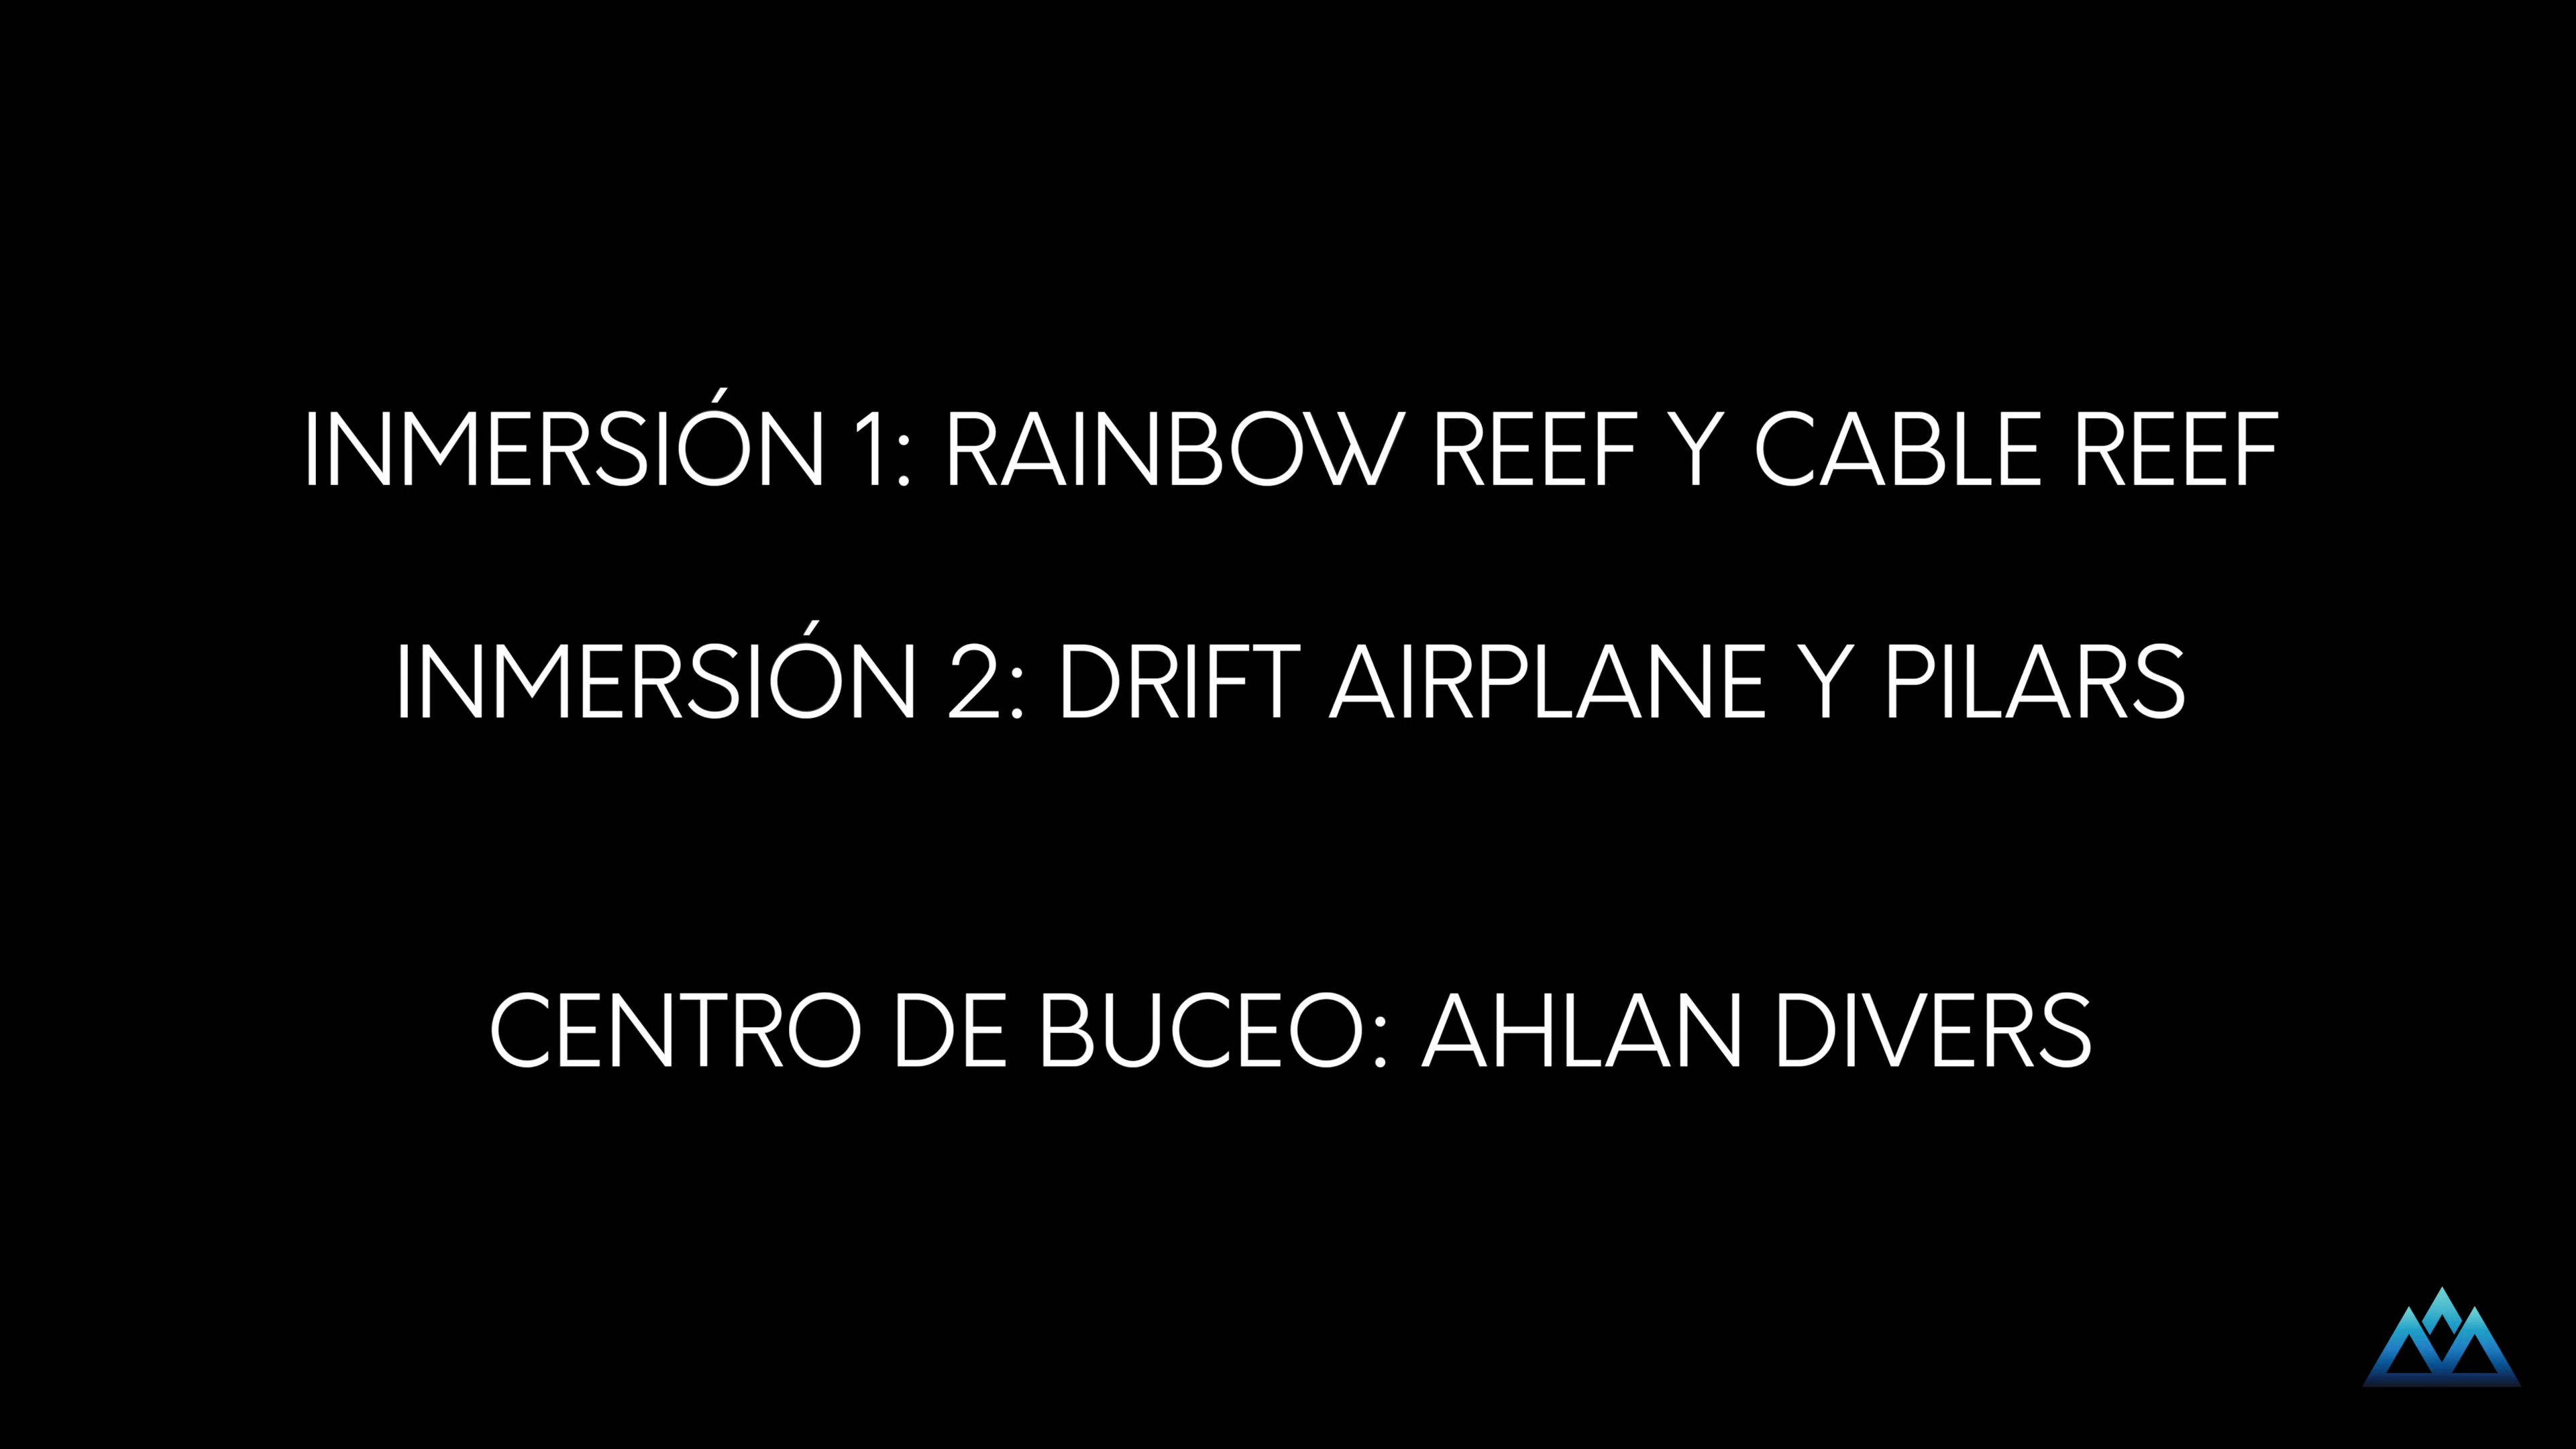 INMERSIÓN 1: RAINBOW REEF Y CABLE REEF
INMERSIÓN 2: DRIFT AIRPLANE Y PILARS
CENTRO DE BUCEO: AHLAN DIVERS